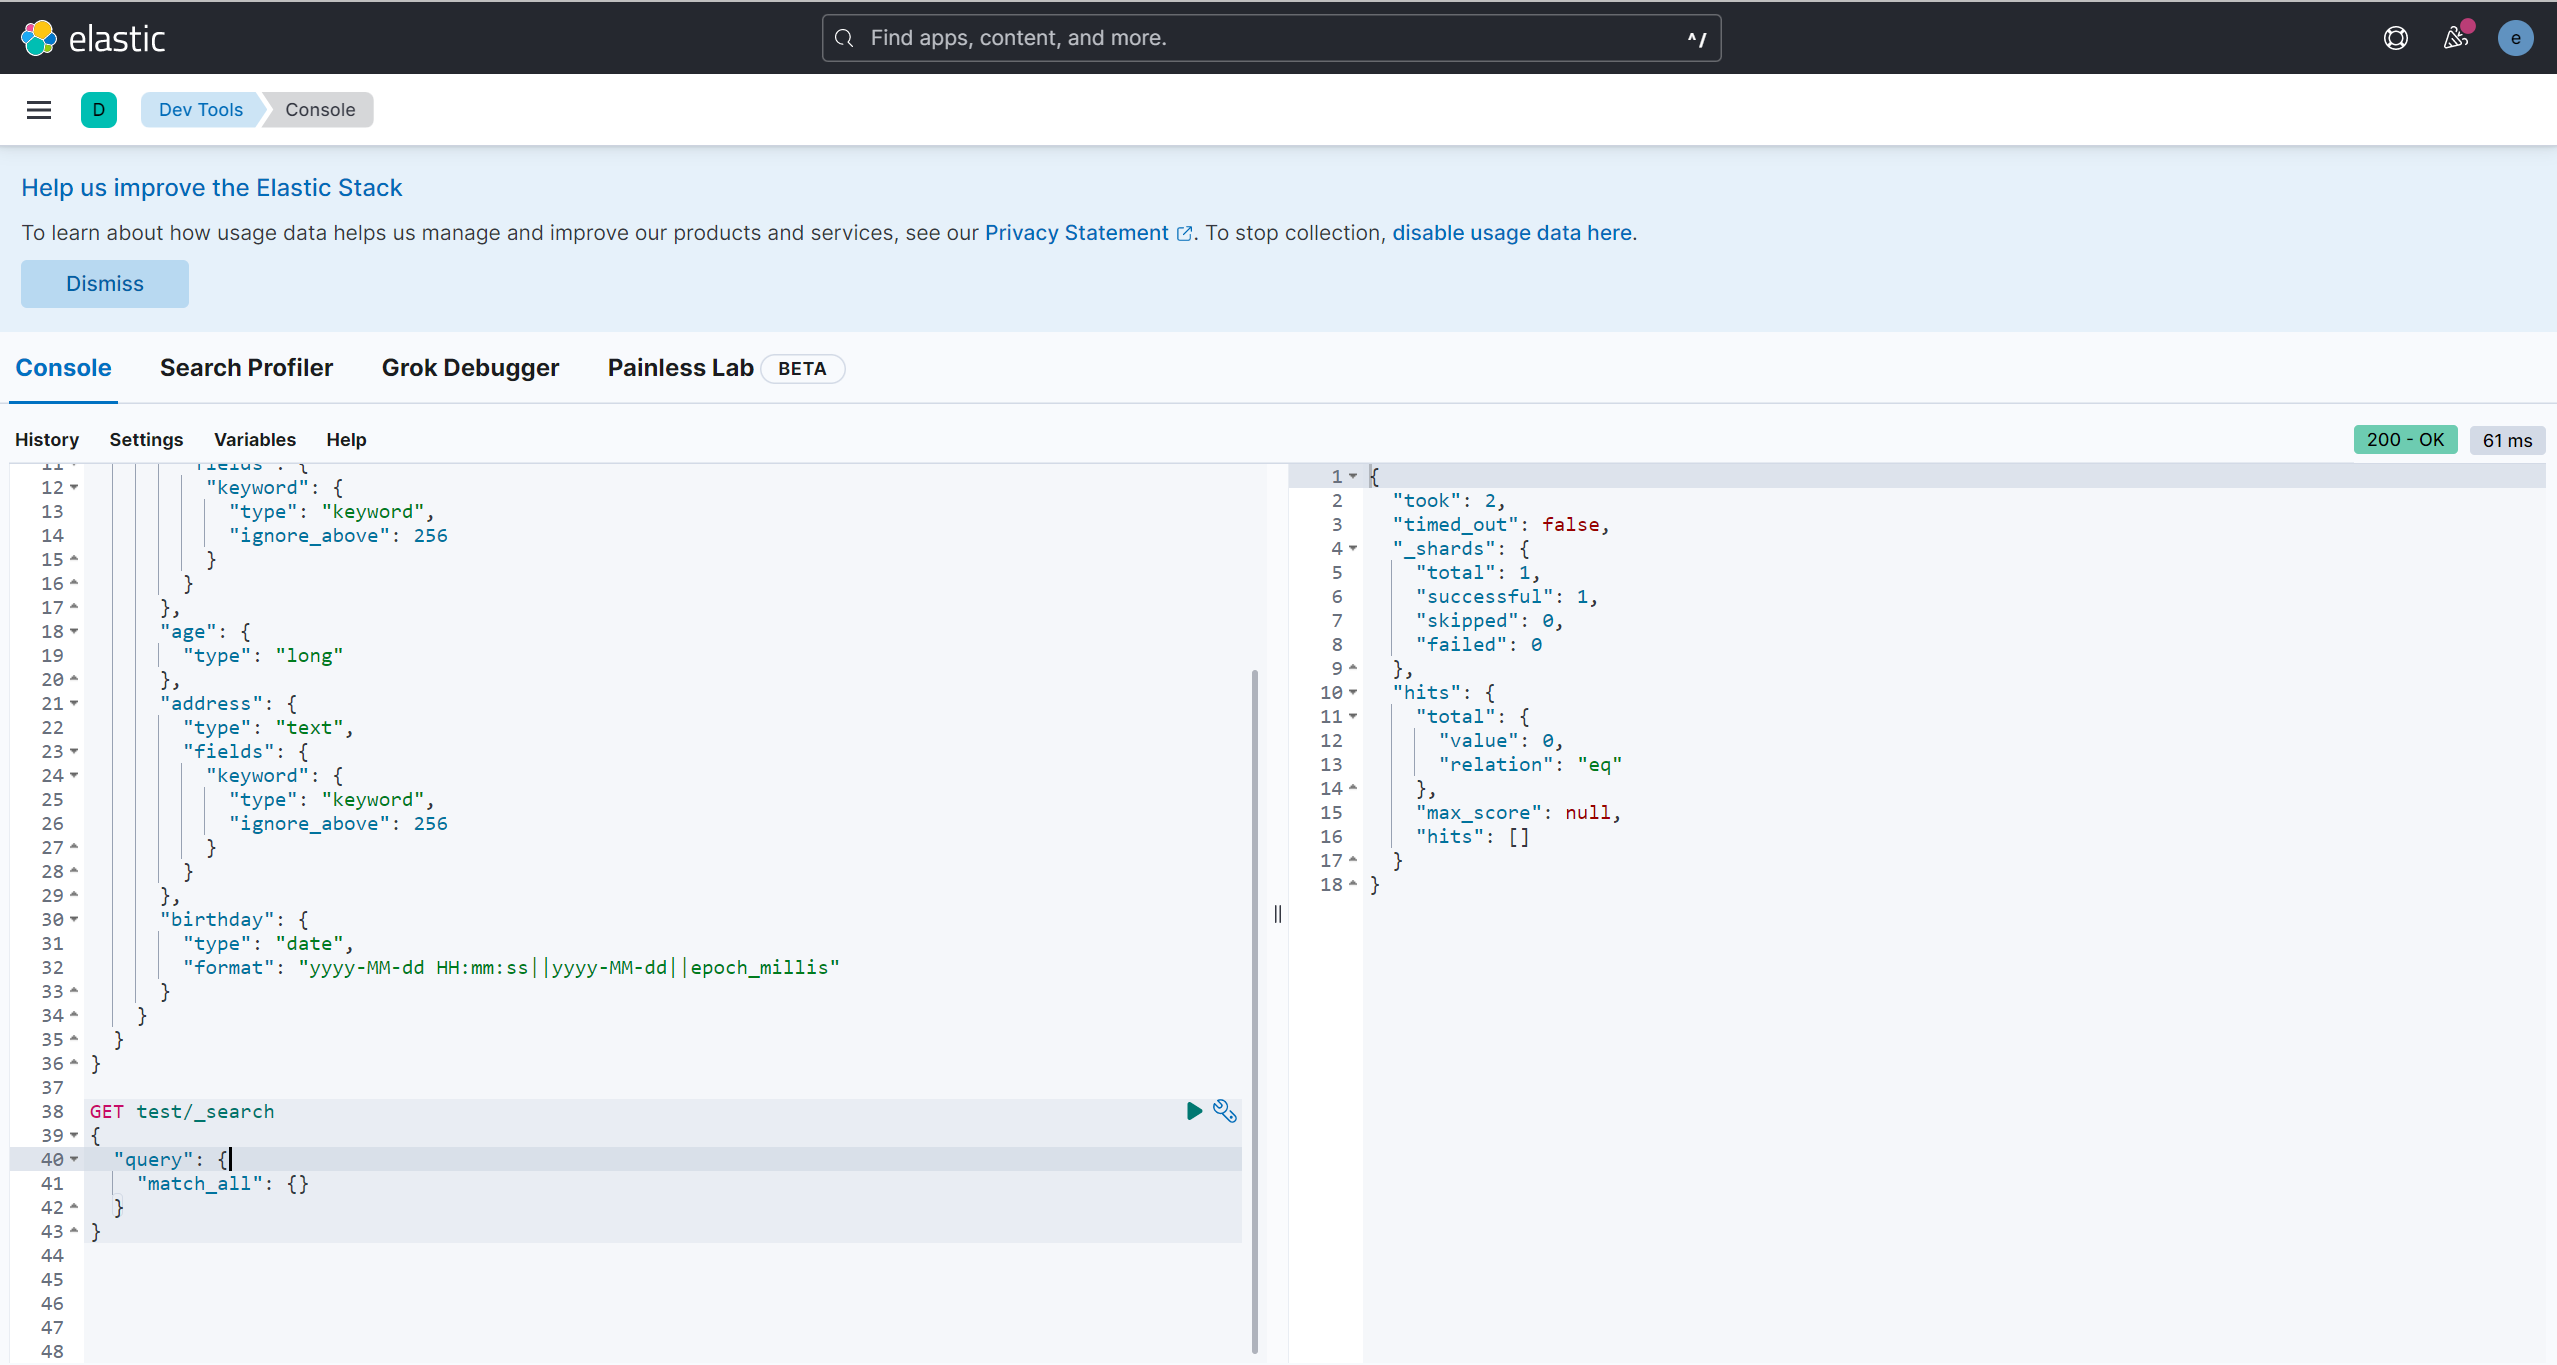 elastic
Find apps, content, and more.
^/
e
D
Dev Tools
Console
Help us improve the Elastic Stack
To learn about how usage data helps us manage and improve our products and services, see our Privacy Statement. To stop collection, disable usage data here.
Dismiss
Console
Search Profiler
Grok Debugger
Painless Lab
BETA
History
Settings
Variables
Help
200 - OK
61 ms
11 "fields": {
12 "keyword": {
13 "type": "keyword",
14 "ignore_above": 256
15 }
16 }
17 },
18 "age": {
19 "type": "long"
20 },
21 "address": {
22 "type": "text",
23 "fields": {
24 "keyword": {
25 "type": "keyword",
26 "ignore_above": 256
27 }
28 }
29 },
30 "birthday": {
31 "type": "date",
32 "format": "yyyy-MM-dd HH:mm:ss||yyyy-MM-dd||epoch_millis"
33 }
34 }
35 }
36 }
37
38 GET test/_search
39 {
40 "query": {
41 "match_all": {}
42 }
43 }
44
45
46
47
48
1 {
2 "took": 2,
3 "timed_out": false,
4 "_shards": {
5 "total": 1,
6 "successful": 1,
7 "skipped": 0,
8 "failed": 0
9 },
10 "hits": {
11 "total": {
12 "value": 0,
13 "relation": "eq"
14 },
15 "max_score": null,
16 "hits": []
17 }
18 }